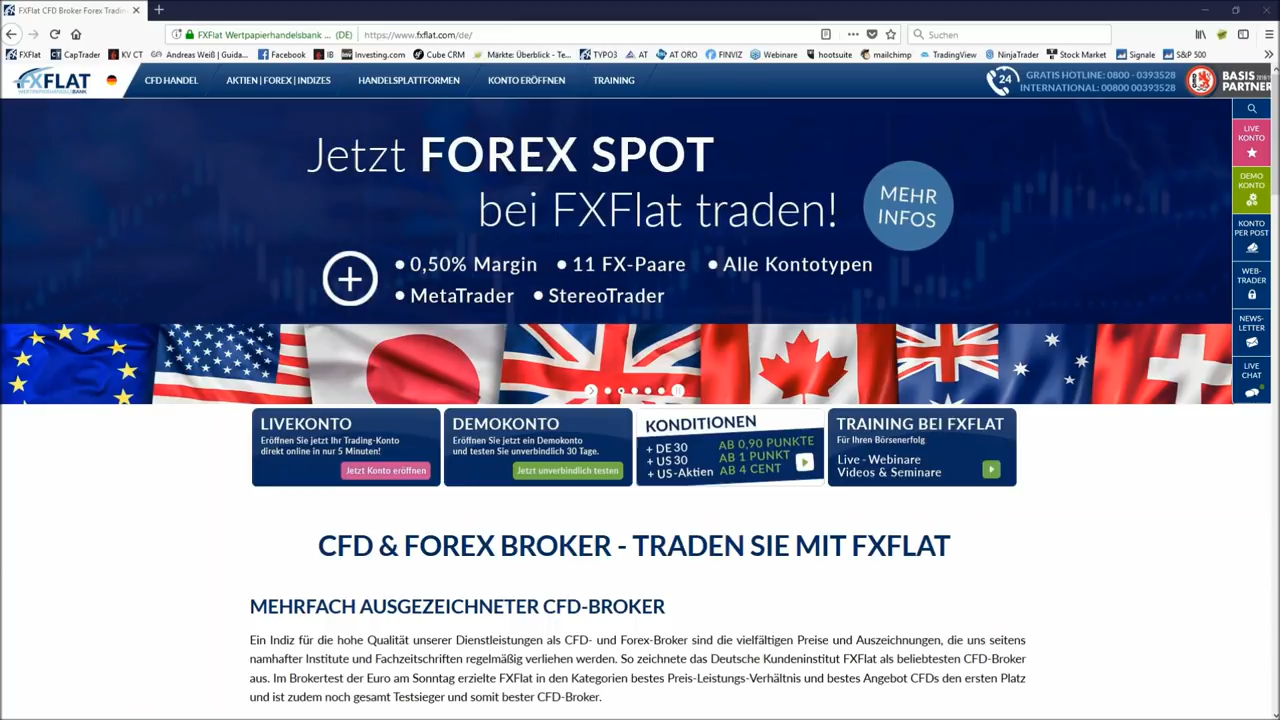 FXFlat CFD Broker Forex Tradin
FXFlat Wertpapierhandelsbank ... (DE)
https://www.fxflat.com/de/
Suchen
FXFlat
CapTrader
KV CT
Andreas Weiß | Guida...
Facebook
IB
Investing.com
Cube CRM
Märkte: Überblick - Te...
TYPO3
AT
AT ORO
FINVIZ
Webinare
hootsuite
mailchimp
TradingView
NinjaTrader
Stock Market
Signale
S&P 500
FXFLAT
WERTPAPIERHANDELSBANK
CFD HANDEL
AKTIEN | FOREX | INDIZES
HANDELSPLATTFORMEN
KONTO ERÖFFNEN
TRAINING
24
GRATIS HOTLINE: 0800 - 0393528
INTERNATIONAL: 00800 00393528
BASIS
PARTNER
Jetzt FOREX SPOT
bei FXFlat traden!
MEHR
INFOS
• 0,50% Margin • 11 FX-Paare • Alle Kontotypen
• MetaTrader • StereoTrader
LIVE
KONTO
DEMO
KONTO
KONTO
PER POST
WEB-
TRADER
NEWS-
LETTER
LIVE
CHAT
LIVEKONTO
Eröffnen Sie jetzt Ihr Trading-Konto
direkt online in nur 5 Minuten!
Jetzt Konto eröffnen
DEMOKONTO
Eröffnen Sie jetzt ein Demokonto
und testen Sie unverbindlich 30 Tage.
Jetzt unverbindlich testen
KONDITIONEN
+ DE 30 AB 0,90 PUNKTE
+ US 30 AB 1 PUNKT
+ US-Aktien AB 4 CENT
TRAINING BEI FXFLAT
Für Ihren Börsenerfolg
Live - Webinare
Videos & Seminare
CFD & FOREX BROKER - TRADEN SIE MIT FXFLAT
MEHRFACH AUSGEZEICHNETER CFD-BROKER
Ein Indiz für die hohe Qualität unserer Dienstleistungen als CFD- und Forex-Broker sind die vielfältigen Preise und Auszeichnungen, die uns seitens
namhafter Institute und Fachzeitschriften regelmäßig verliehen werden. So zeichnete das Deutsche Kundeninstitut FXFlat als beliebtesten CFD-Broker
aus. Im Brokertest der Euro am Sonntag erzielte FXFlat in den Kategorien bestes Preis-Leistungs-Verhältnis und bestes Angebot CFDs den ersten Platz
und ist zudem noch gesamt Testsieger und somit bester CFD-Broker.